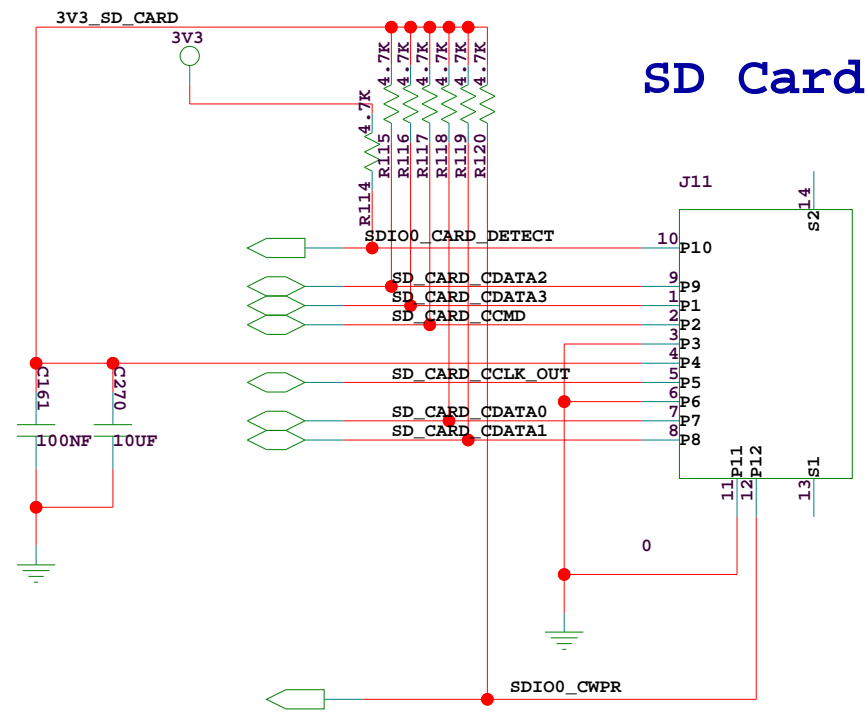 3V3_SD_CARD
3V3
SD Card
4.7K
4.7K
4.7K
4.7K
4.7K
4.7K
4.7K
R114
R115
R116
R117
R118
R119
R120
J11
14
S2
SDIO0_CARD_DETECT
10
P10
SD_CARD_CDATA2
9
P9
SD_CARD_CDATA3
1
P1
SD_CARD_CCMD
2
P2
3
P3
4
P4
SD_CARD_CCLK_OUT
5
P5
6
P6
SD_CARD_CDATA0
7
P7
SD_CARD_CDATA1
8
P8
C161
100NF
C270
10UF
P11
P12
S1
11
12
13
0
SDIO0_CWPR